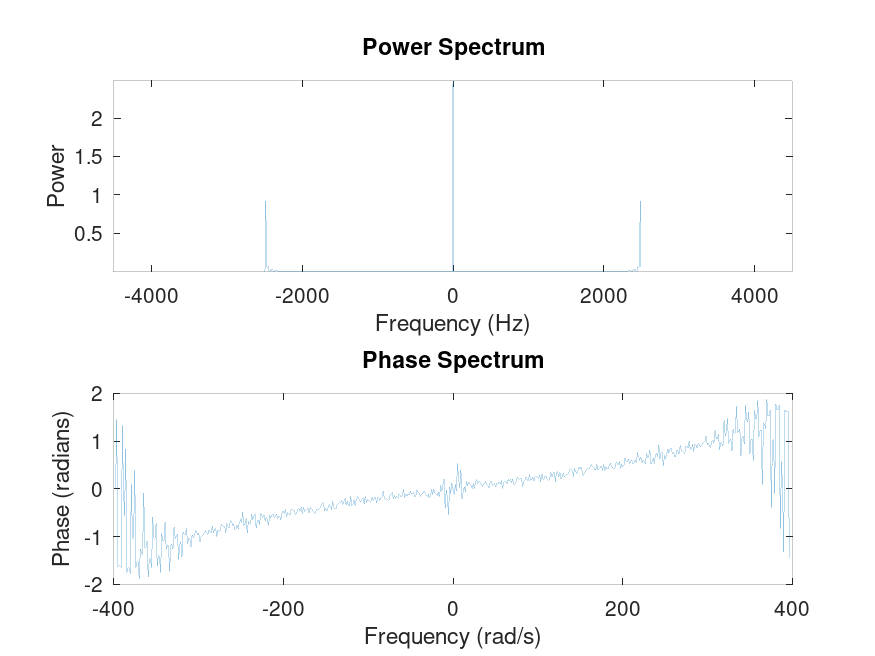 Power Spectrum
2
1.5
1
0.5
Power
-4000 -2000 0 2000 4000
Frequency (Hz)
Phase Spectrum
2
1
0
-1
-2
Phase (radians)
-400 -200 0 200 400
Frequency (rad/s)